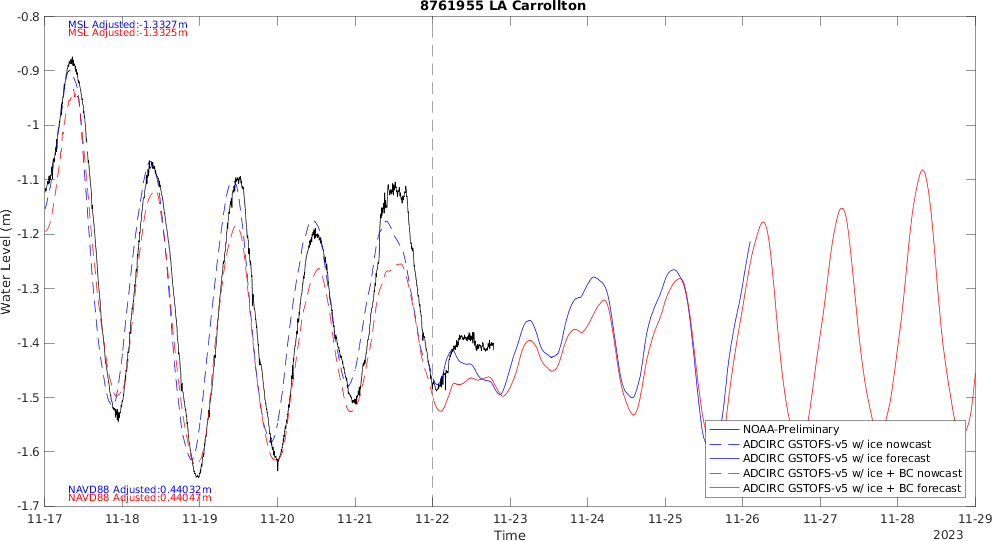 8761955 LA Carrollton
MSL Adjusted:-1.3327m
MSL Adjusted:-1.3325m
-0.8
-0.9
-1
-1.1
-1.2
-1.3
-1.4
-1.5
-1.6
-1.7
Water Level (m)
NOAA-Preliminary
ADCIRC GSTOFS-v5 w/ ice nowcast
ADCIRC GSTOFS-v5 w/ ice forecast
ADCIRC GSTOFS-v5 w/ ice + BC nowcast
ADCIRC GSTOFS-v5 w/ ice + BC forecast
NAVD88 Adjusted:0.44032m
NAVD88 Adjusted:0.44047m
11-17 11-18 11-19 11-20 11-21 11-22 11-23 11-24 11-25 11-26 11-27 11-28 11-29
Time
2023